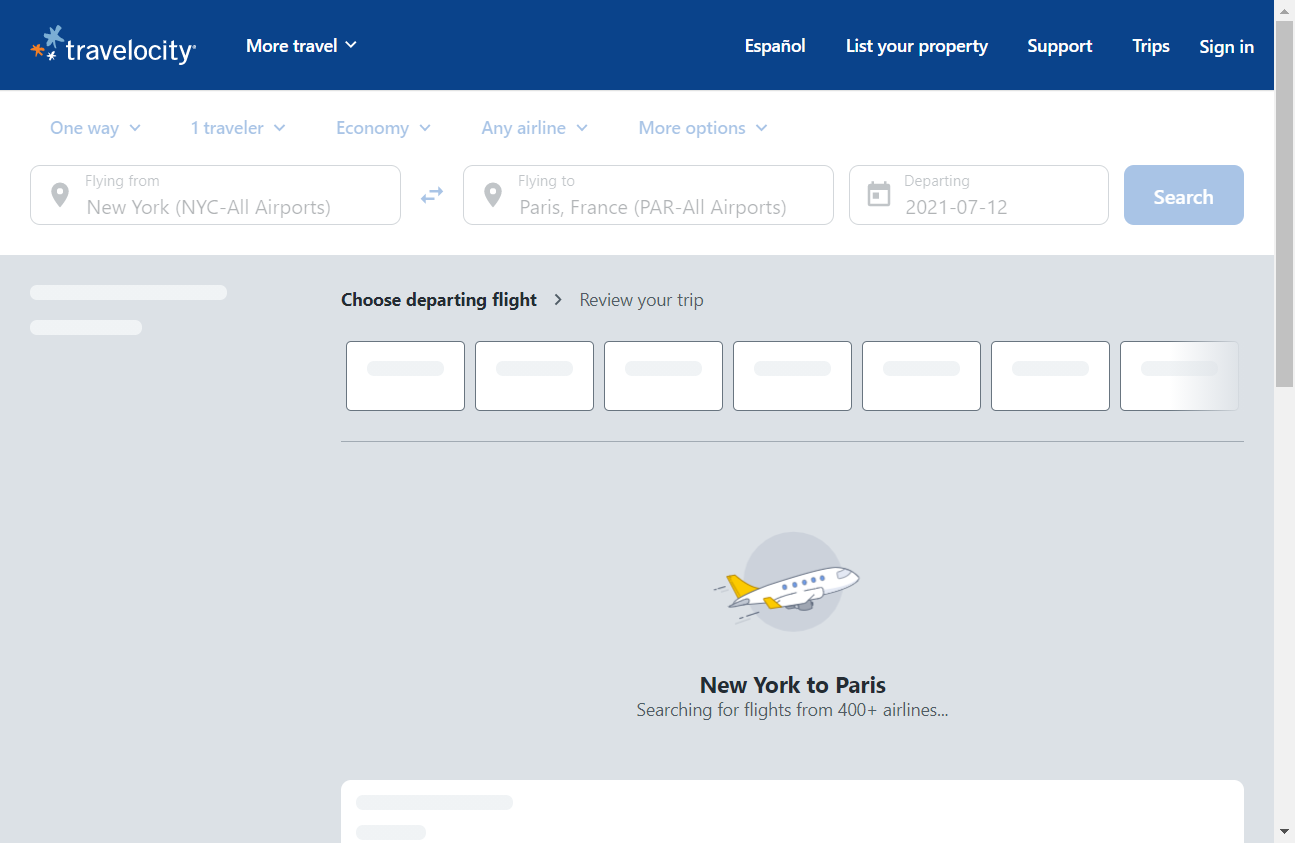 travelocity
More travel
Español
List your property
Support
Trips
Sign in
One way
1 traveler
Economy
Any airline
More options
Flying from
New York (NYC-All Airports)
Flying to
Paris, France (PAR-All Airports)
Departing
2021-07-12
Search
Choose departing flight
Review your trip
New York to Paris
Searching for flights from 400+ airlines...